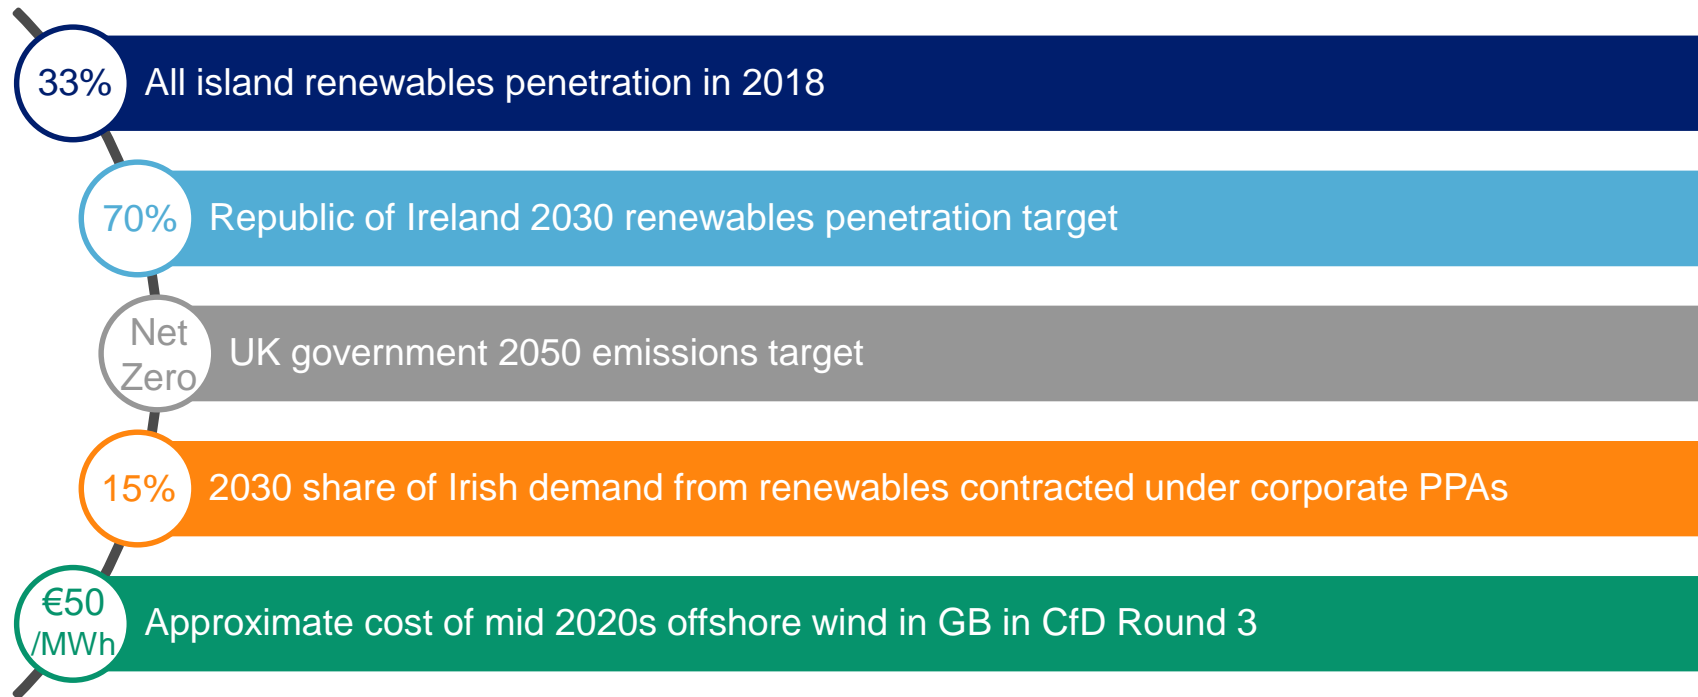 33%
All island renewables penetration in 2018
70%
Republic of Ireland 2030 renewables penetration target
Net
Zero
UK government 2050 emissions target
15%
2030 share of Irish demand from renewables contracted under corporate PPAs
€50
/MWh
Approximate cost of mid 2020s offshore wind in GB in CfD Round 3